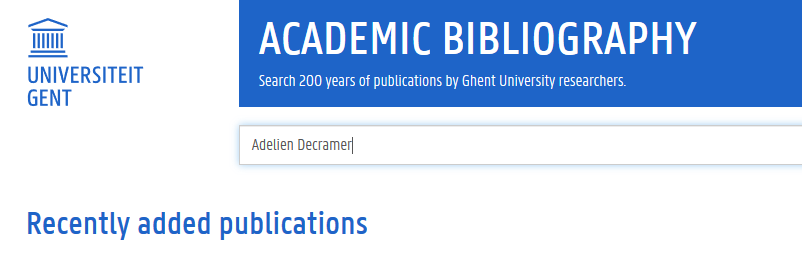 UNIVERSITEIT
GENT
ACADEMIC BIBLIOGRAPHY
Search 200 years of publications by Ghent University researchers.
Adelien Decramer
Recently added publications